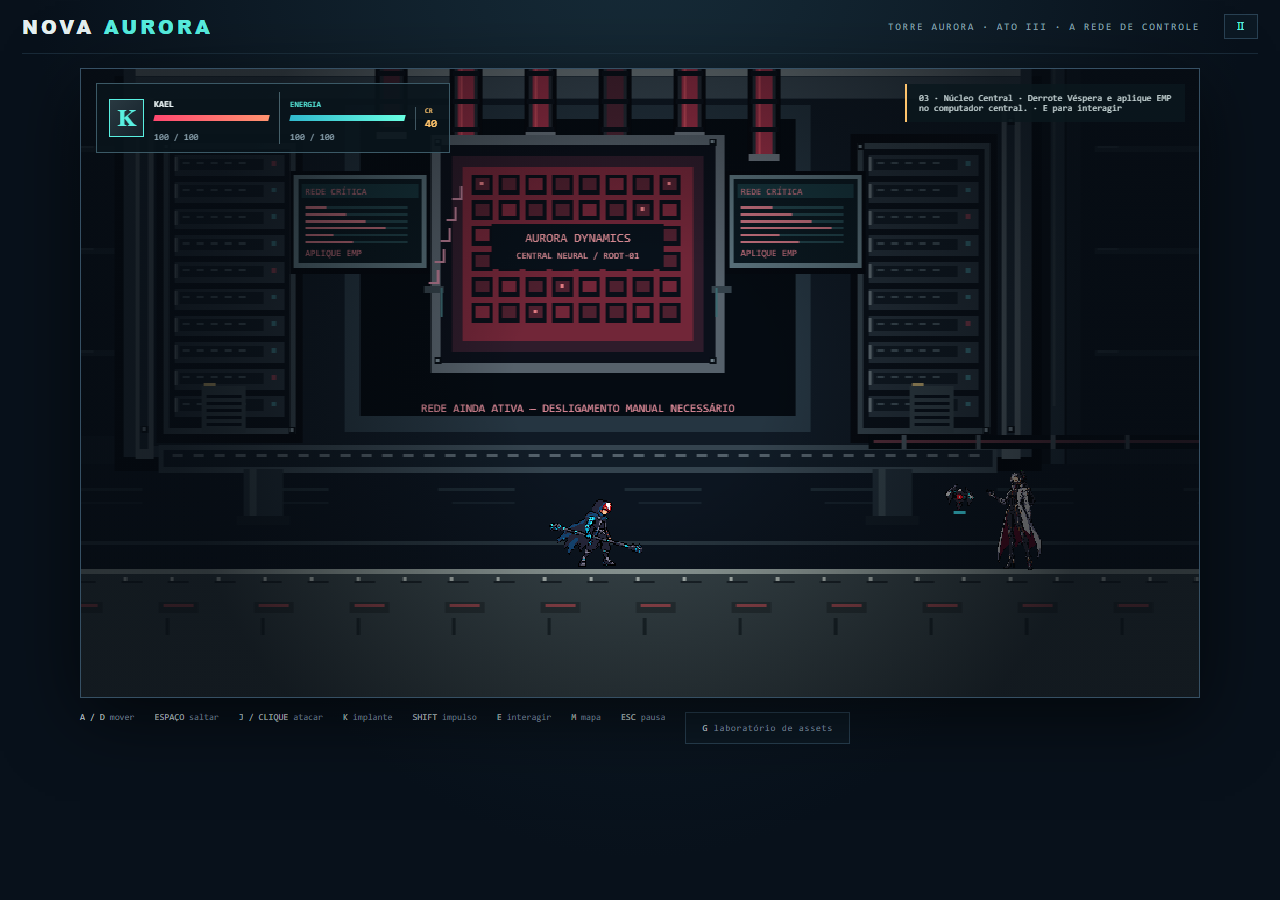 NOVA AURORA
TORRE AURORA · ATO III · A REDE DE CONTROLE
II
K
KAEL
100 / 100
ENERGIA
100 / 100
CR
40
03 · Núcleo Central · Derrote Véspera e aplique EMP
no computador central. · E para interagir
REDE CRÍTICA
APLIQUE EMP
AURORA DYNAMICS
CENTRAL NEURAL / ROOT-01
REDE CRÍTICA
APLIQUE EMP
REDE AINDA ATIVA — DESLIGAMENTO MANUAL NECESSÁRIO
A / D mover ESPAÇO saltar J / CLIQUE atacar K implante SHIFT impulso E interagir M mapa ESC pausa G laboratório de assets